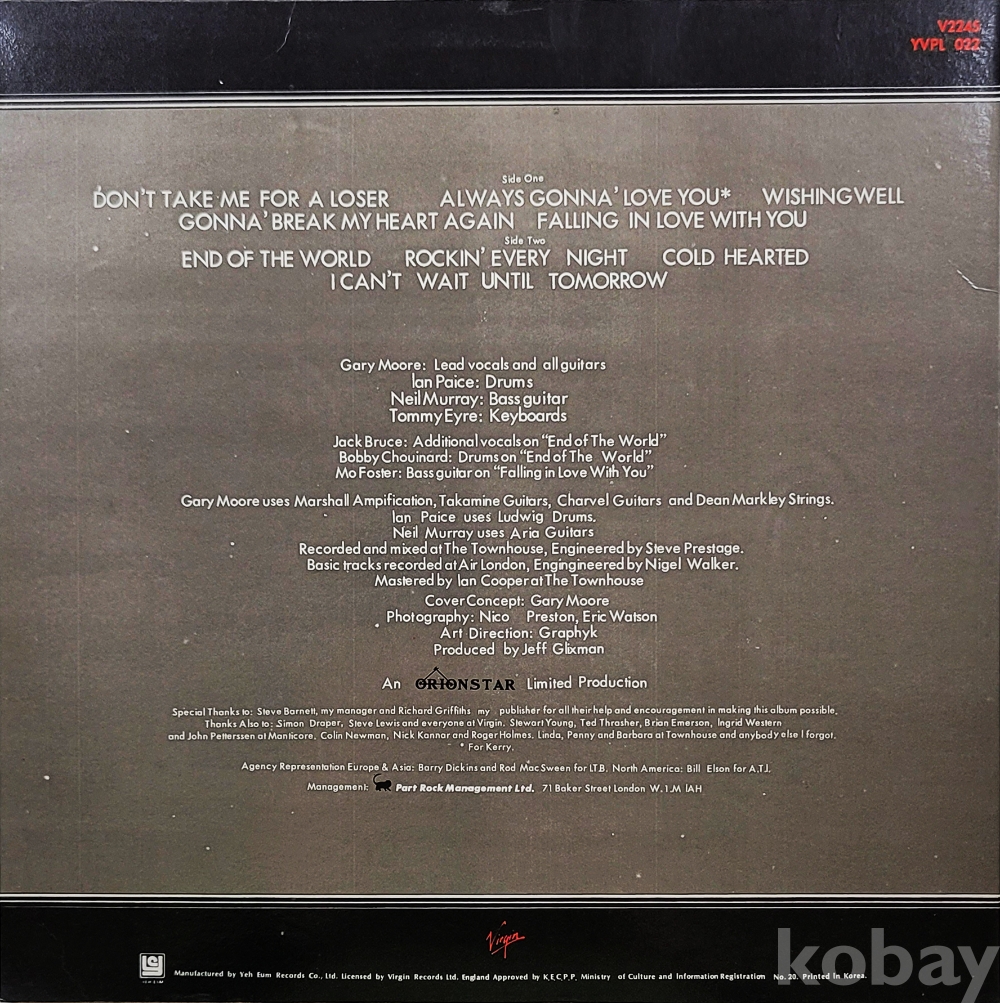 V2245
YVPL 022
Side One
DON'T TAKE ME FOR A LOSER ALWAYS GONNA' LOVE YOU* WISHING WELL
GONNA' BREAK MY HEART AGAIN FALLING IN LOVE WITH YOU
Side Two
END OF THE WORLD ROCKIN' EVERY NIGHT COLD HEARTED
I CAN'T WAIT UNTIL TOMORROW
Gary Moore: Lead vocals and all guitars
Ian Paice: Drums
Neil Murray: Bass guitar
Tommy Eyre: Keyboards
Jack Bruce: Additional vocals on "End of The World"
Bobby Chouinard: Drums on "End of The World"
Mo Foster: Bass guitar on "Falling in Love With You"
Gary Moore uses Marshall Ampification, Takamine Guitars, Charvel Guitars and Dean Markley Strings.
Ian Paice uses Ludwig Drums.
Neil Murray uses Aria Guitars
Recorded and mixed at The Townhouse, Engineered by Steve Prestage.
Basic tracks recorded at Air London, Engingineered by Nigel Walker.
Mastered by Ian Cooper at The Townhouse
Cover Concept: Gary Moore
Photography: Nico Preston, Eric Watson
Art Direction: Graphyk
Produced by Jeff Glixman
An ORIONSTAR Limited Production
Special Thanks to: Steve Barnett, my manager and Richard Griffiths my publisher for all their help and encouragement in making this album possible.
Thanks Also to: Simon Draper, Steve Lewis and everyone at Virgin. Stewart Young, Ted Thrasher, Brian Emerson, Ingrid Western
and John Petterssen at Manticore. Colin Newman, Nick Kannar and Roger Holmes. Linda, Penny and Barbara at Townhouse and anybody else I forgot.
* For Kerry.
Agency Representation Europe & Asia: Barry Dickins and Rod MacSween for I.T.B. North America: Bill Elson for A.T.I.
Management: Part Rock Management Ltd. 71 Baker Street London W.1.M 1AH
Virgin
Manufactured by Yeh Eum Records Co., Ltd. Licensed by Virgin Records Ltd. England Approved by K.E.C.P.P. Ministry of Culture and Information Registration No. 20. Printed in Korea.
kobay